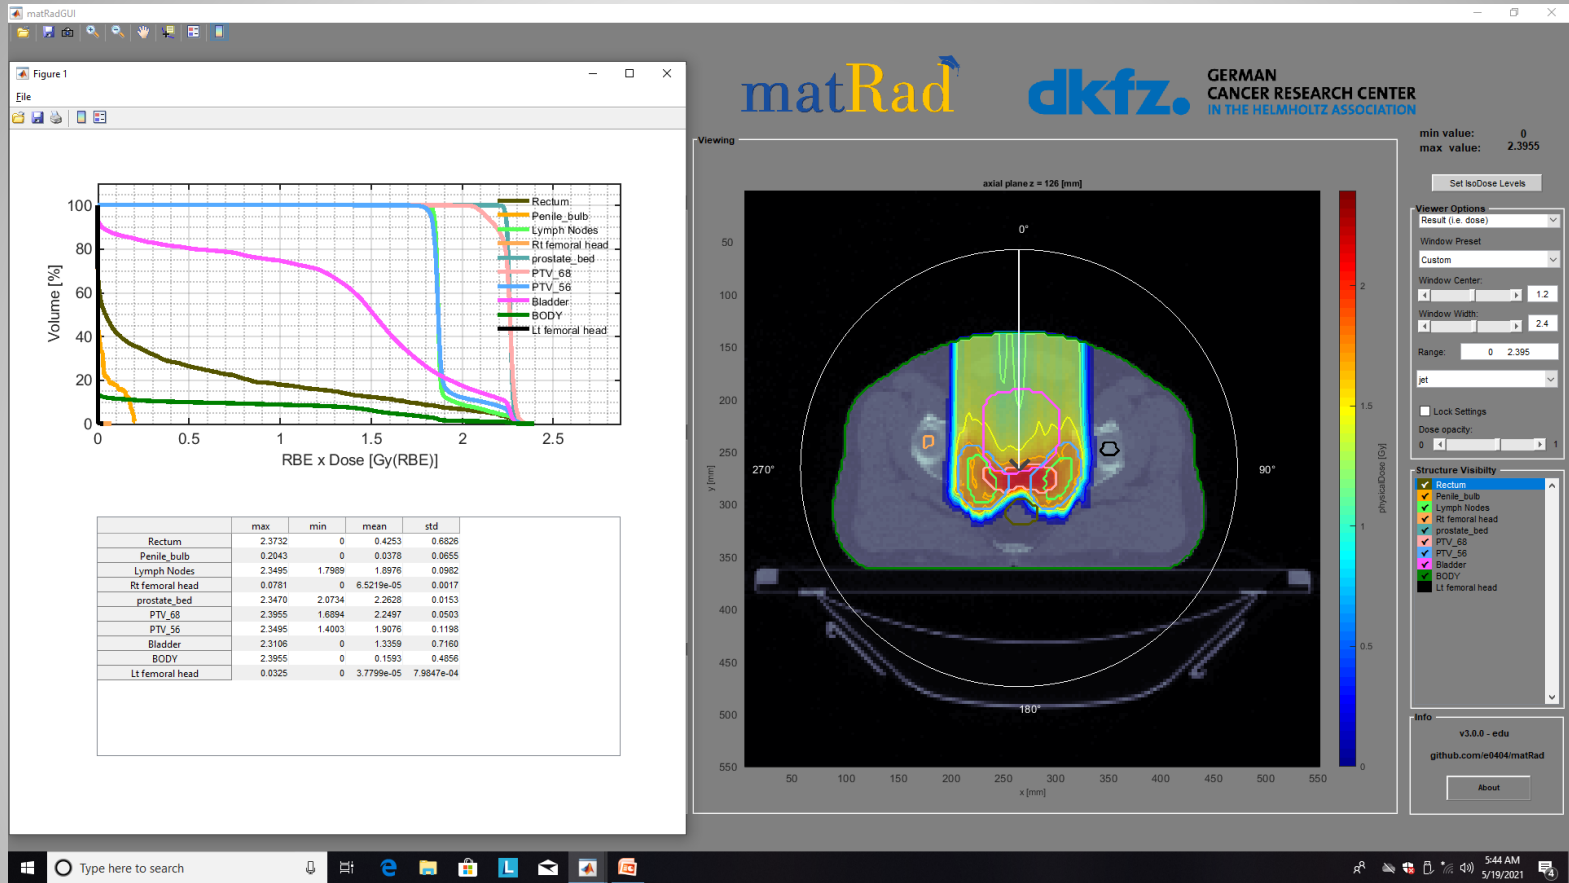 matRadGUI
Figure 1
File
Volume [%]
100
80
60
40
20
0
0 0.5 1 1.5 2 2.5
RBE x Dose [Gy(RBE)]
Rectum
Penile_bulb
Lymph Nodes
Rt femoral head
prostate_bed
PTV_68
PTV_56
Bladder
BODY
Lt femoral head
max min mean std
Rectum 2.3732 0 0.4253 0.6826
Penile_bulb 0.2043 0 0.0378 0.0655
Lymph Nodes 2.3495 1.7989 1.8976 0.0982
Rt femoral head 0.0781 0 6.5219e-05 0.0017
prostate_bed 2.3470 2.0734 2.2628 0.0153
PTV_68 2.3955 1.6894 2.2497 0.0503
PTV_56 2.3495 1.4003 1.9076 0.1198
Bladder 2.3106 0 1.3359 0.7160
BODY 2.3955 0 0.1593 0.4856
Lt femoral head 0.0325 0 3.7799e-05 7.9847e-04
matRad
dkfz.
GERMAN
CANCER RESEARCH CENTER
IN THE HELMHOLTZ ASSOCIATION
Viewing
axial plane z = 126 [mm]
0°
90°
180°
270°
50
100
150
200
250
300
350
400
450
500
550
y [mm]
50 100 150 200 250 300 350 400 450 500 550
x [mm]
2
1.5
1
0.5
0
physicalDose [Gy]
min value: 0
max value: 2.3955
Set IsoDose Levels
Viewer Options
Result (i.e. dose)
Window Preset
Custom
Window Center:
1.2
Window Width:
2.4
Range: 0 2.395
jet
Lock Settings
Dose opacity:
0 1
Structure Visibilty
Rectum
Penile_bulb
Lymph Nodes
Rt femoral head
prostate_bed
PTV_68
PTV_56
Bladder
BODY
Lt femoral head
Info
v3.0.0 - edu
github.com/e0404/matRad
About
Type here to search
L
5:44 AM
5/19/2021
4